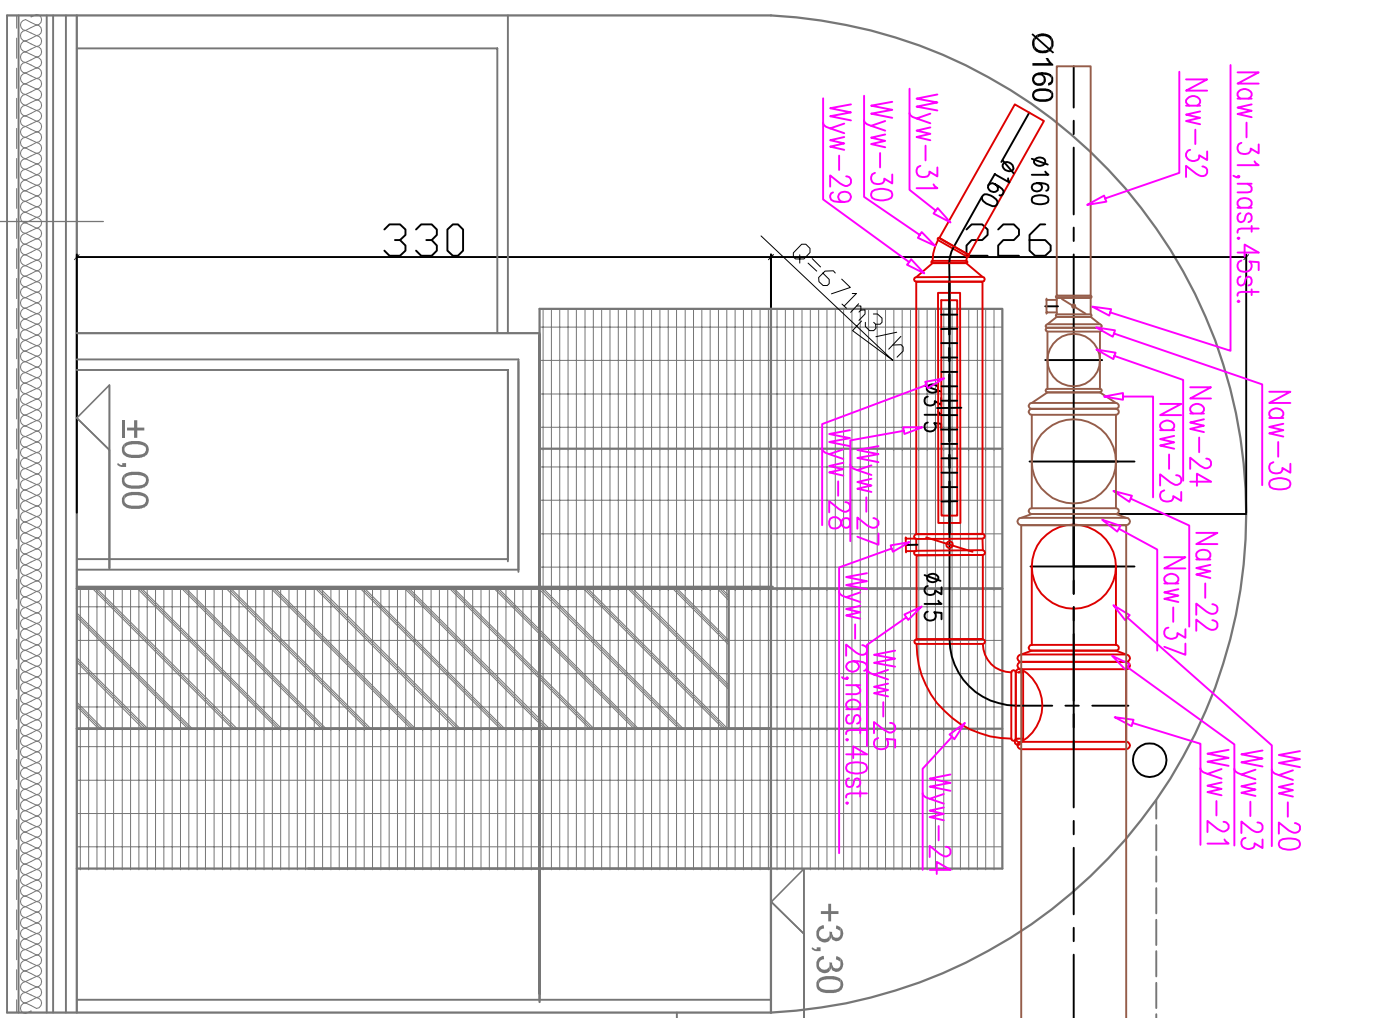 Ø160
Naw-31,nast.45st.
Naw-32
Wyw-31
Wyw-30
Wyw-29
ø160
ø160
330
226
Q=671m3/h
Naw-30
Naw-24
Naw-23
ø315
±0,00
Wyw-27
Wyw-28
Naw-22
Naw-37
ø315
Wyw-26,nast.40st.
Wyw-25
Wyw-24
Wyw-20
Wyw-23
Wyw-21
+3,30